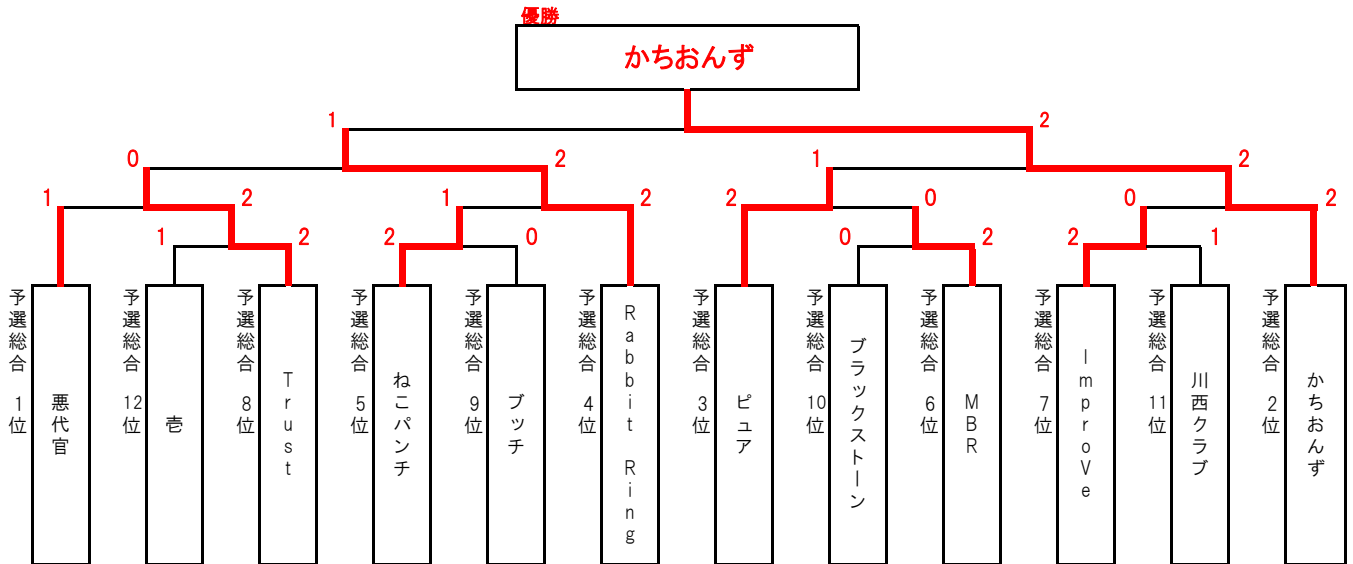 優勝
かちおんず
1 2
0 2 1 2
1 2 1 2 2 0 0 2
1 2 2 0 0 2 2 1
予選総合 1位
悪代官
予選総合 12位
壱
予選総合 8位
Trust
予選総合 5位
ねこパンチ
予選総合 9位
ブッチ
予選総合 4位
Rabbit Ring
予選総合 3位
ピュア
予選総合 10位
ブラックストーン
予選総合 6位
MBR
予選総合 7位
ImproVe
予選総合 11位
川西クラブ
予選総合 2位
かちおんず